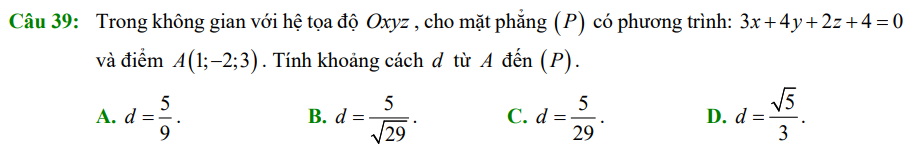 Câu 39: Trong không gian với hệ tọa độ Oxyz , cho mặt phẳng (P) có phương trình: 3x+4y+2z+4=0
và điểm A(1;−2;3). Tính khoảng cách d từ A đến (P).
A. d = 5/9 . B. d = 5/√29 . C. d = 5/29 . D. d = √5/3 .